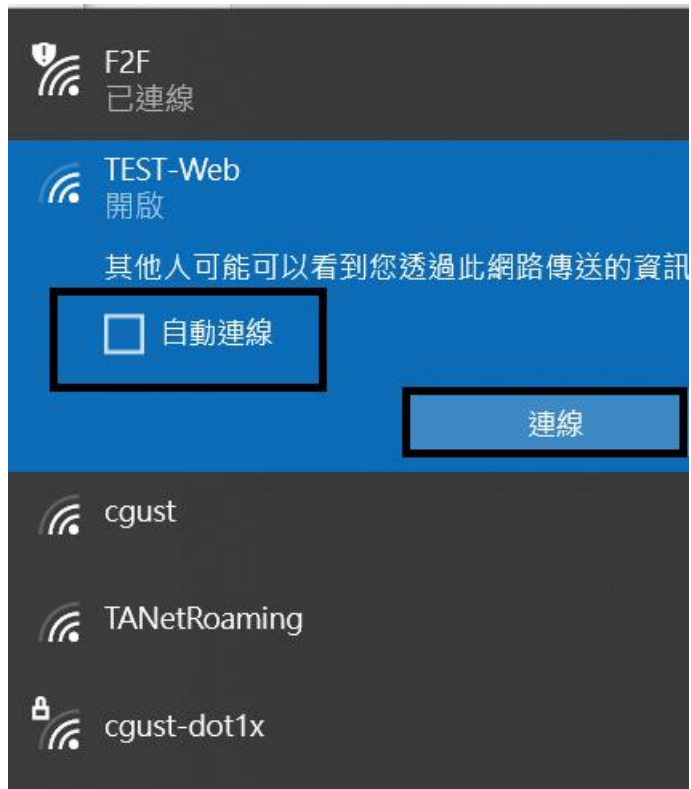 F2F
已連線
TEST-Web
開啟
其他人可能可以看到您透過此網路傳送的資訊
自動連線
連線
cgust
TANetRoaming
cgust-dot1x